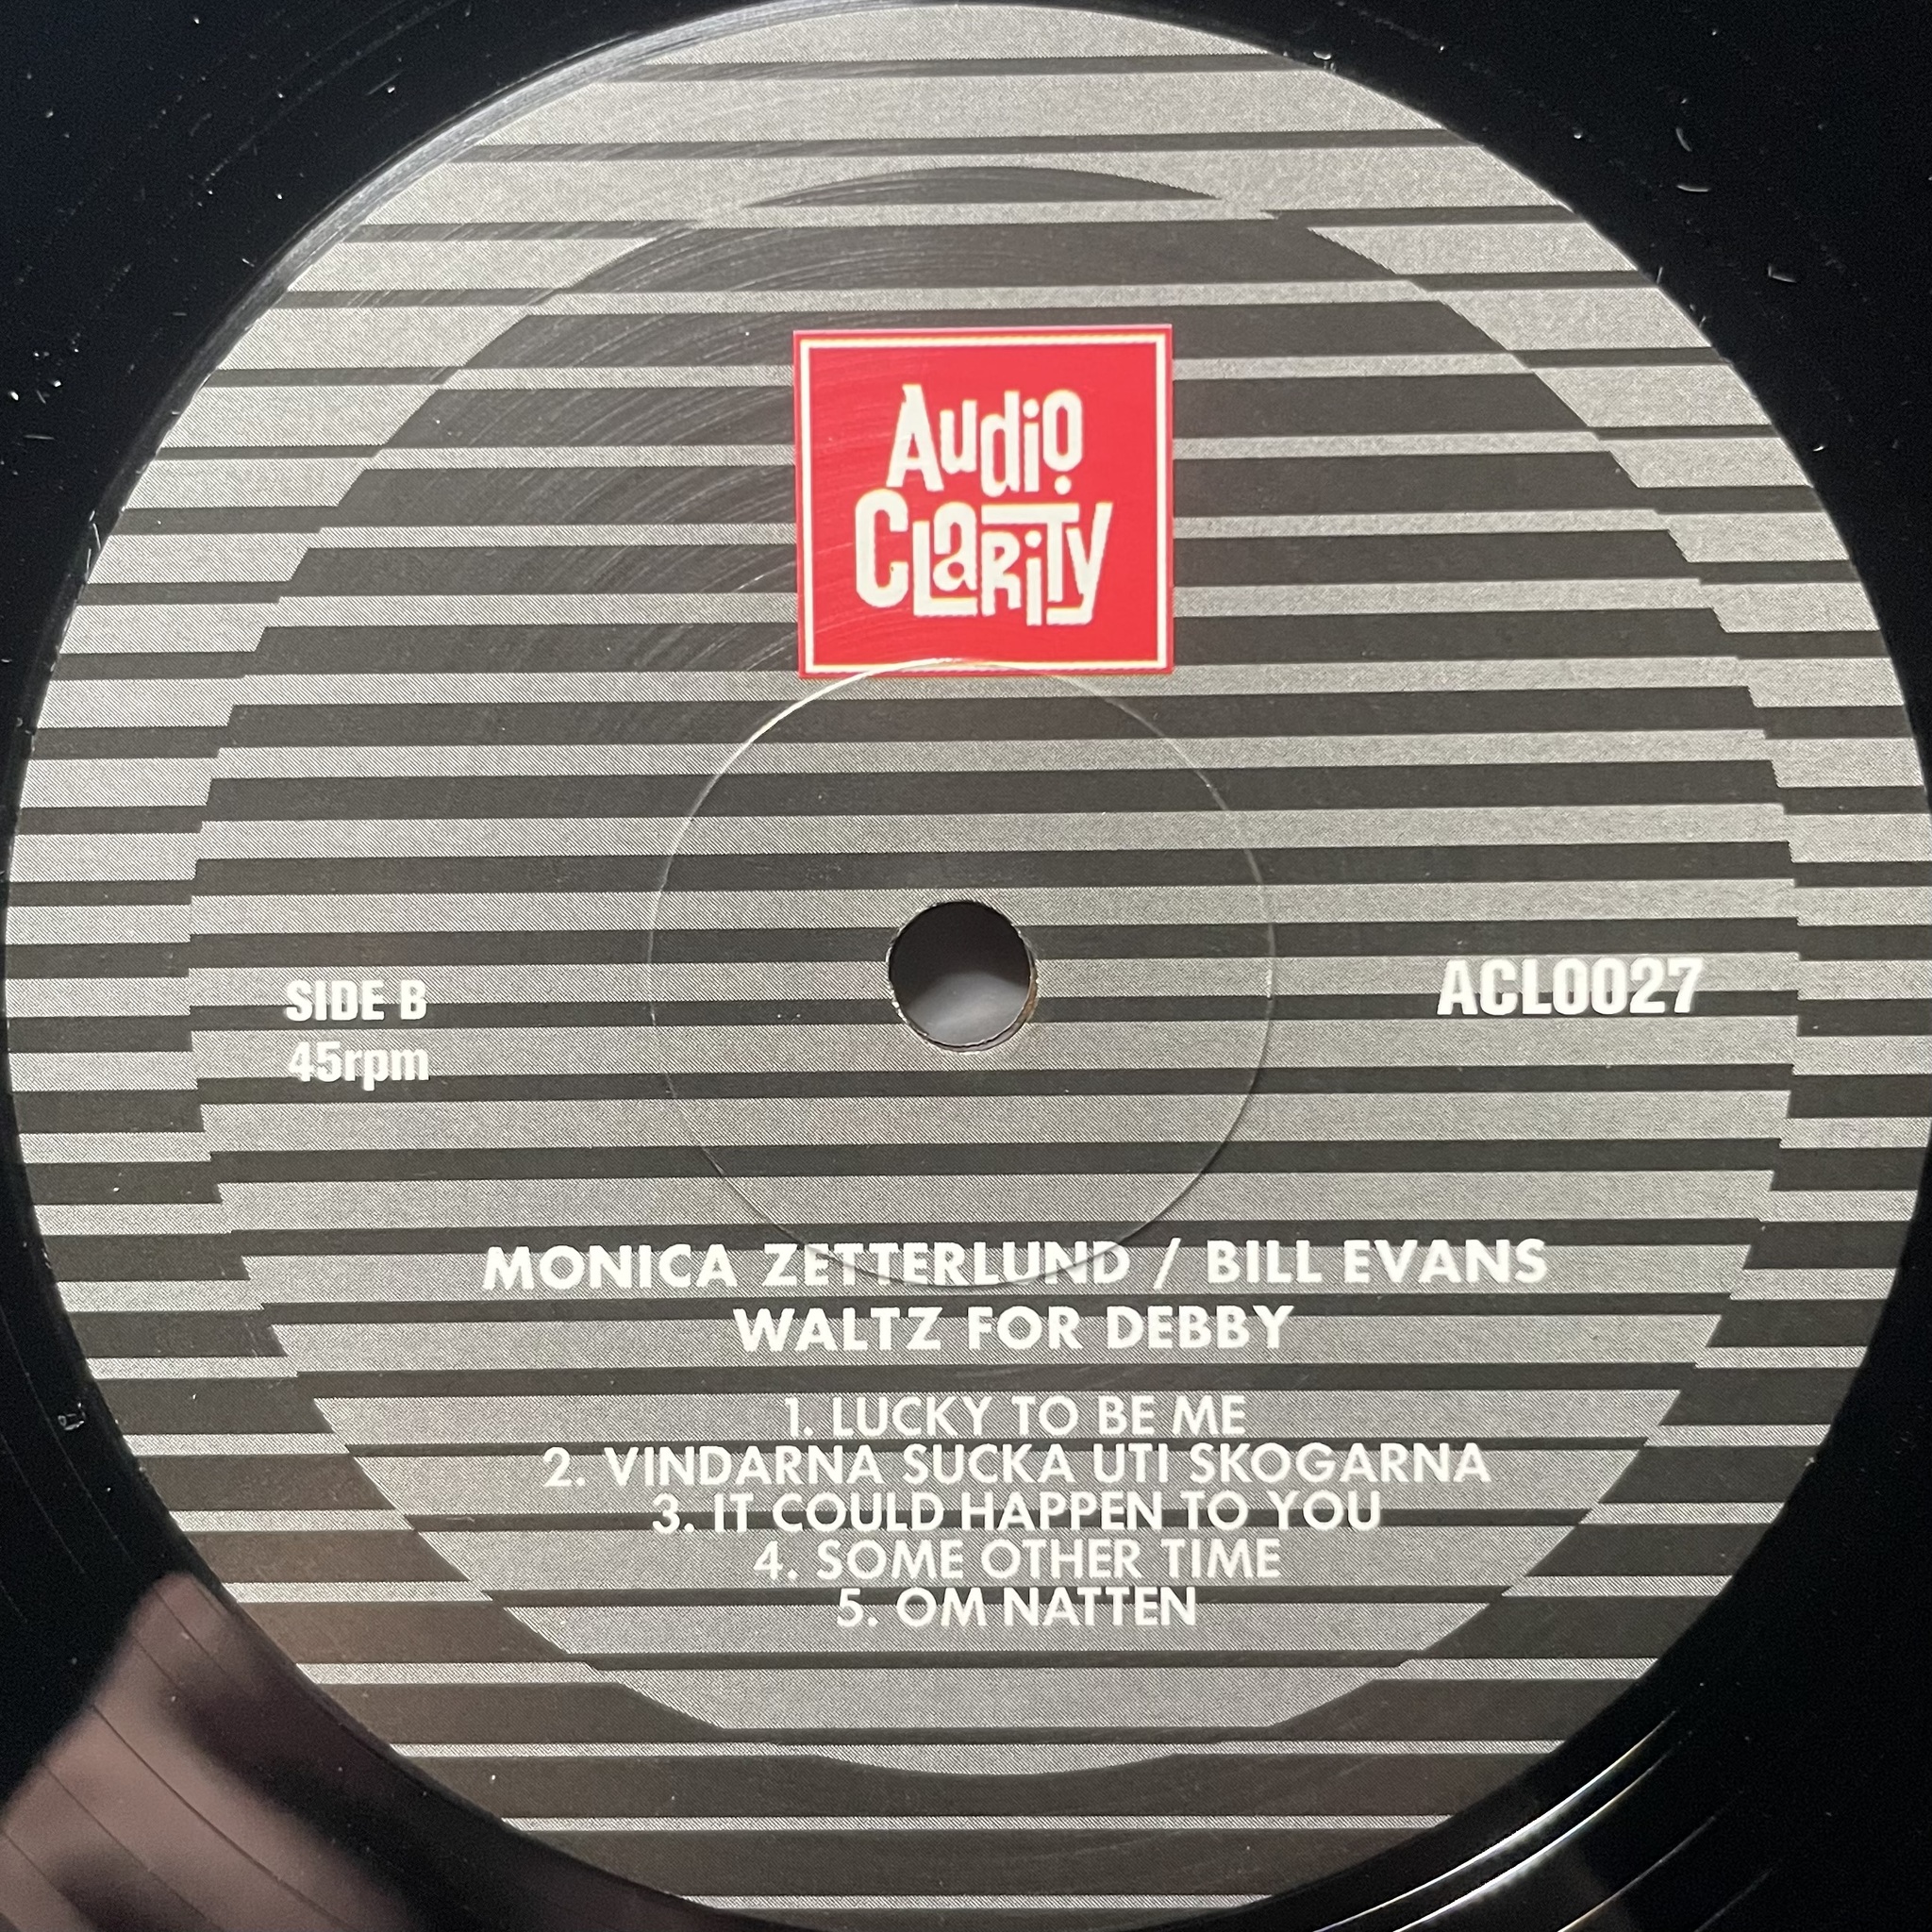 Audio
Clarity
SIDE B
45rpm
ACL0027
MONICA ZETTERLUND / BILL EVANS
WALTZ FOR DEBBY
1. LUCKY TO BE ME
2. VINDARNA SUCKA UTI SKOGARNA
3. IT COULD HAPPEN TO YOU
4. SOME OTHER TIME
5. OM NATTEN